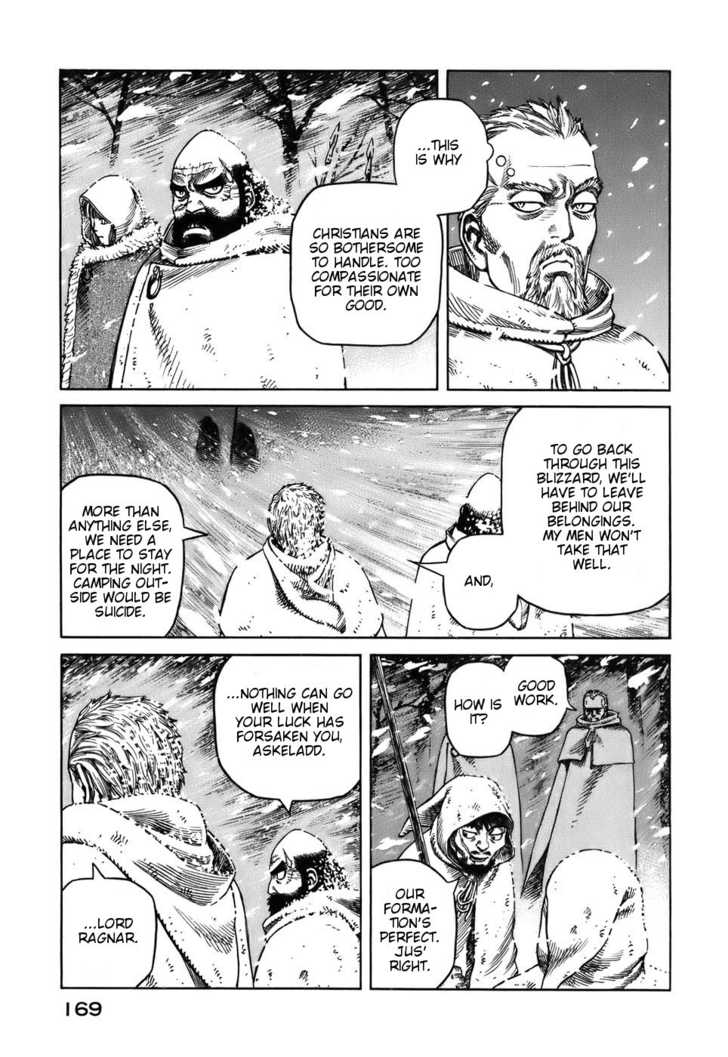 ...THIS
IS WHY
CHRISTIANS ARE
SO BOTHERSOME
TO HANDLE. TOO
COMPASSIONATE
FOR THEIR OWN
GOOD.
TO GO BACK
THROUGH THIS
BLIZZARD, WE'LL
HAVE TO LEAVE
BEHIND OUR
BELONGINGS.
MY MEN WON'T
TAKE THAT
WELL.
AND,
MORE THAN
ANYTHING ELSE,
WE NEED A
PLACE TO STAY
FOR THE NIGHT.
CAMPING OUT-
SIDE WOULD BE
SUICIDE.
GOOD
WORK.
HOW IS
IT?
OUR
FORMA-
TION'S
PERFECT.
JUS'
RIGHT.
...NOTHING CAN GO
WELL WHEN
YOUR LUCK HAS
FORSAKEN YOU,
ASKELADD.
...LORD
RAGNAR.
169